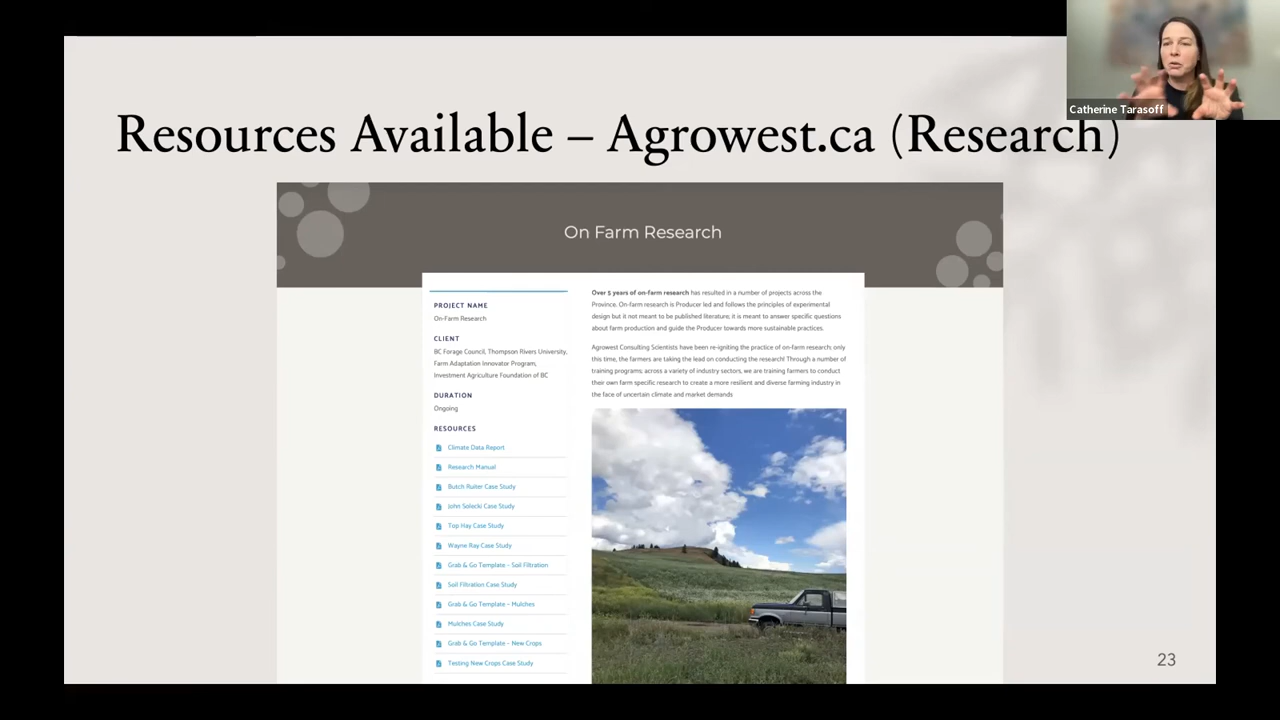 Catherine Tarasoff
Resources Available – Agrowest.ca (Research)
On Farm Research
PROJECT NAME
On-Farm Research
CLIENT
BC Forage Council, Thompson Rivers University,
Farm Adaptation Innovator Program,
Investment Agriculture Foundation of BC
DURATION
Ongoing
RESOURCES
Climate Data Report
Research Manual
Butch Ruiter Case Study
John Solecki Case Study
Top Hay Case Study
Wayne Ray Case Study
Grab & Go Template – Soil Filtration
Soil Filtration Case Study
Grab & Go Template – Mulches
Mulches Case Study
Grab & Go Template – New Crops
Testing New Crops Case Study
Over 5 years of on-farm research has resulted in a number of projects across the
Province. On-farm research is Producer led and follows the principles of experimental
design but it not meant to be published literature; it is meant to answer specific questions
about farm production and guide the Producer towards more sustainable practices.
Agrowest Consulting Scientists have been re-igniting the practice of on-farm research; only
this time, the farmers are taking the lead on conducting the research! Through a number of
training programs, across a variety of industry sectors, we are training farmers to conduct
their own farm specific research to create a more resilient and diverse farming industry in
the face of uncertain climate and market demands
23